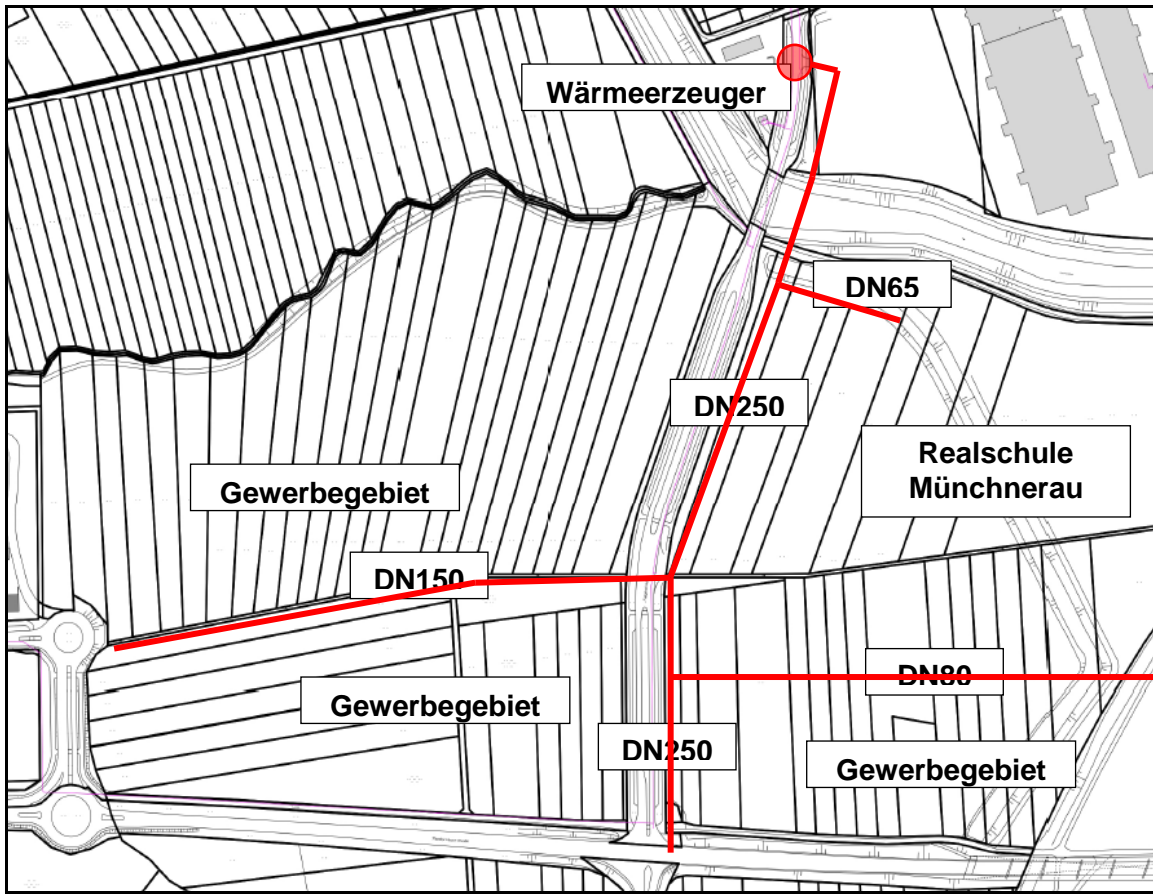 Wärmeerzeuger
DN65
DN250
Realschule
Münchnerau
Gewerbegebiet
DN150
DN80
Gewerbegebiet
DN250
Gewerbegebiet